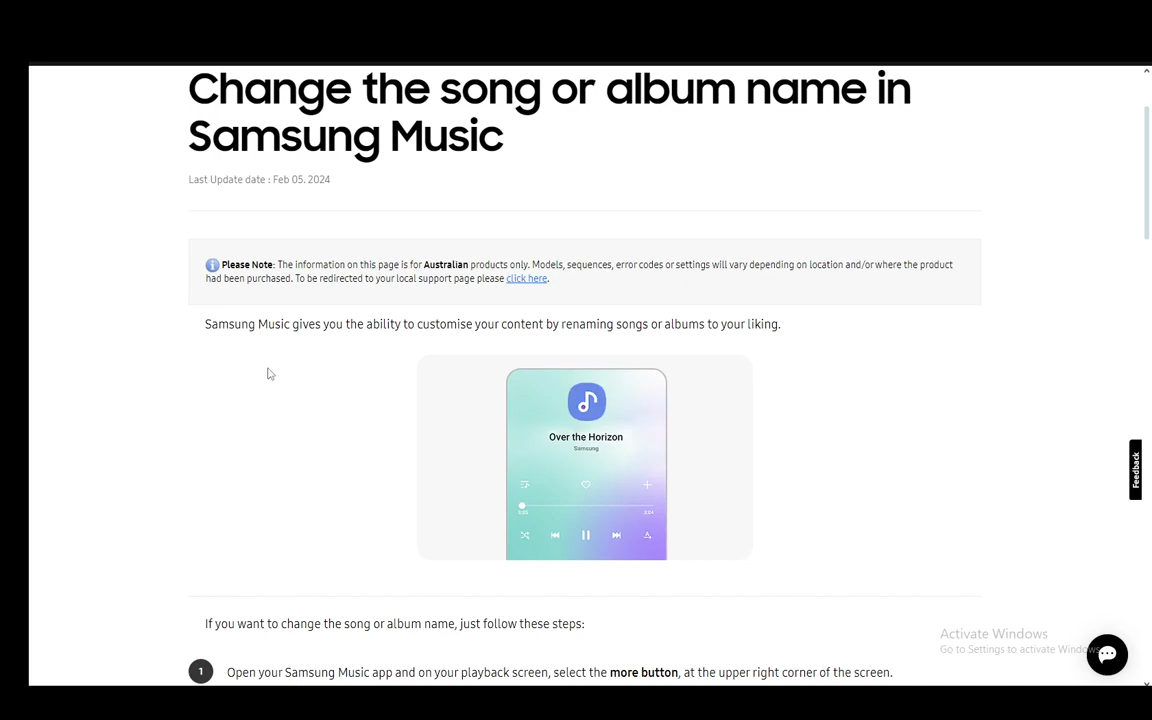 Change the song or album name in
Samsung Music
Last Update date : Feb 05. 2024
Please Note: The information on this page is for Australian products only. Models, sequences, error codes or settings will vary depending on location and/or where the product
had been purchased. To be redirected to your local support page please click here.
Samsung Music gives you the ability to customise your content by renaming songs or albums to your liking.
Over the Horizon
Samsung
0:05
3:04
Feedback
If you want to change the song or album name, just follow these steps:
Activate Windows
Go to Settings to activate Windows.
1 Open your Samsung Music app and on your playback screen, select the more button, at the upper right corner of the screen.